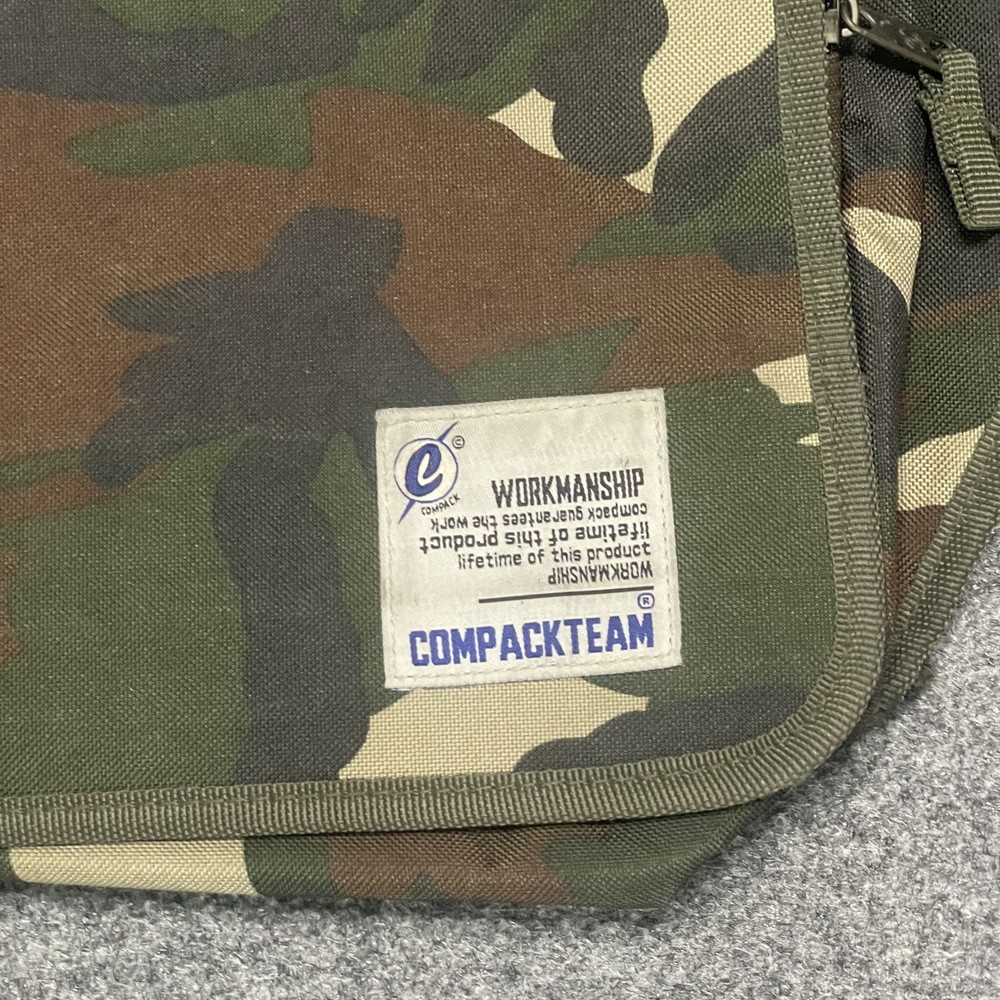 e
©
COMPACK
WORKMANSHIP
compack guarantees the work
lifetime of this product
lifetime of this product
WORKMANSHIP
®
COMPACKTEAM